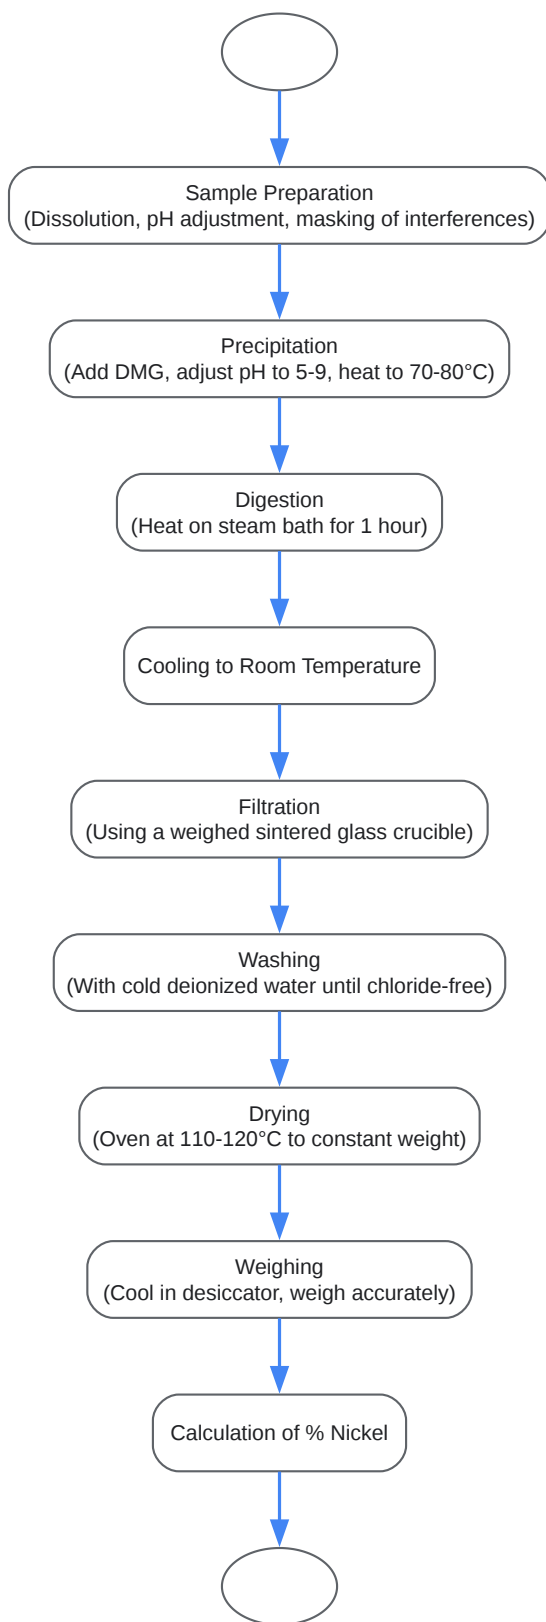 Sample Preparation
(Dissolution, pH adjustment, masking of interferences)
Precipitation
(Add DMG, adjust pH to 5-9, heat to 70-80°C)
Digestion
(Heat on steam bath for 1 hour)
Cooling to Room Temperature
Filtration
(Using a weighed sintered glass crucible)
Washing
(With cold deionized water until chloride-free)
Drying
(Oven at 110-120°C to constant weight)
Weighing
(Cool in desiccator, weigh accurately)
Calculation of % Nickel